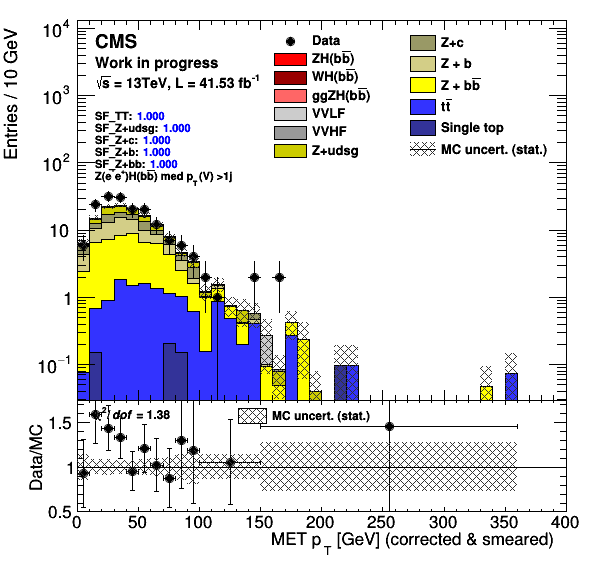 CMS
Work in progress
√s = 13TeV, L = 41.53 fb⁻¹
SF_TT: 1.000
SF_Z+udsg: 1.000
SF_Z+c: 1.000
SF_Z+b: 1.000
SF_Z+bb: 1.000
Z(e⁻e⁺)H(bb̅) med p_T(V) >1j
Data
ZH(bb̅)
WH(bb̅)
ggZH(bb̅)
VVLF
VVHF
Z+udsg
Z+c
Z + b
Z + bb̅
tt̅
Single top
MC uncert. (stat.)
Entries / 10 GeV
10⁴
10³
10²
10
1
10⁻¹
dof = 1.38
MC uncert. (stat.)
Data/MC
1.5
1
0.5
0 50 100 150 200 250 300 350 400
MET p_T [GeV] (corrected & smeared)